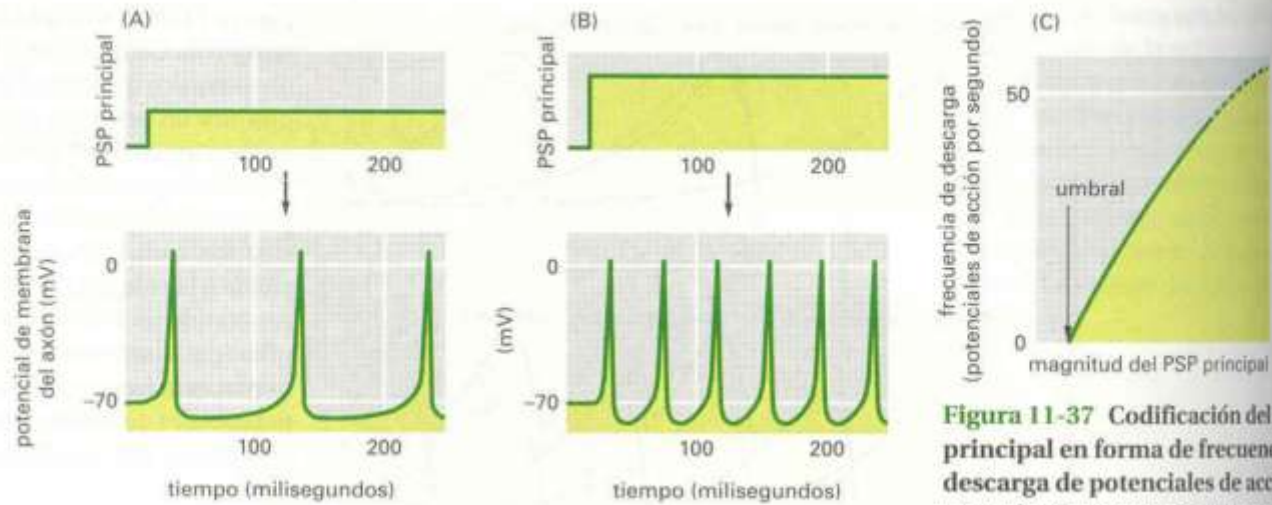 (A)
PSP principal
100 200
potencial de membrana
del axón (mV)
0
–70
100 200
tiempo (milisegundos)
(B)
PSP principal
100 200
(mV)
0
–70
100 200
tiempo (milisegundos)
(C)
frecuencia de descarga
(potenciales de acción por segundo)
50
umbral
0
magnitud del PSP principal
Figura 11-37 Codificación del
principal en forma de frecuenc
descarga de potenciales de acc